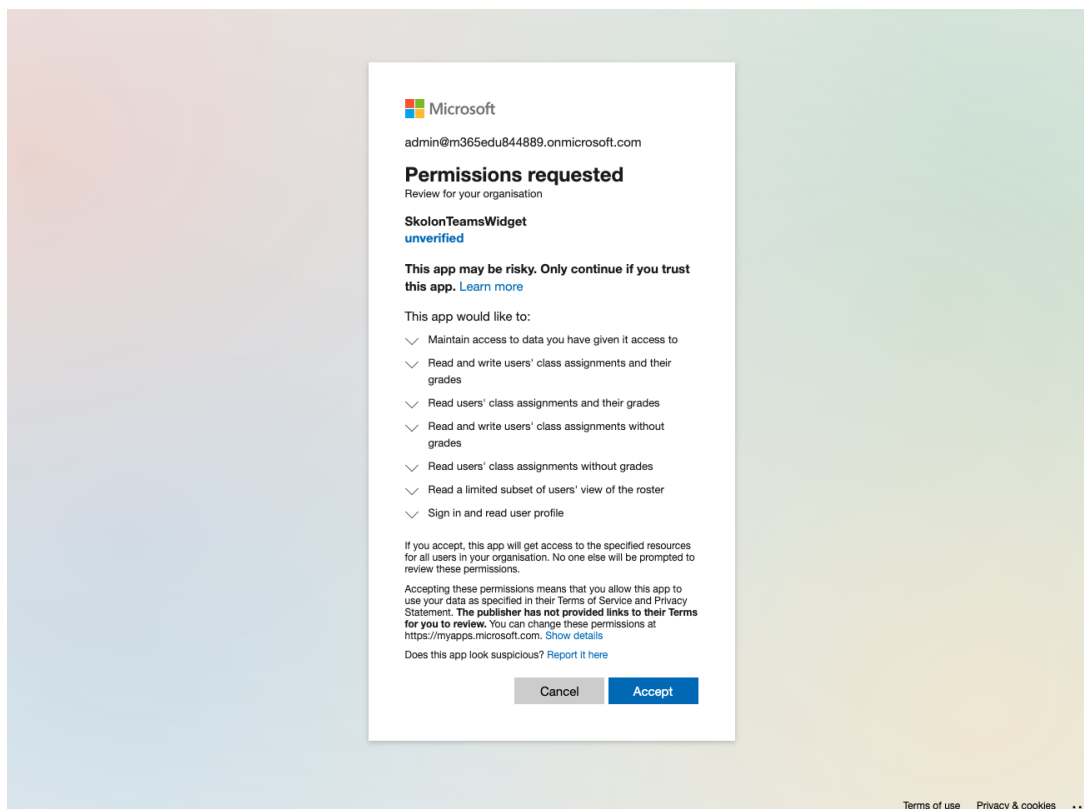 Microsoft
admin@m365edu844889.onmicrosoft.com
Permissions requested
Review for your organisation
SkolonTeamsWidget
unverified
This app may be risky. Only continue if you trust
this app. Learn more
This app would like to:
Maintain access to data you have given it access to
Read and write users' class assignments and their
grades
Read users' class assignments and their grades
Read and write users' class assignments without
grades
Read users' class assignments without grades
Read a limited subset of users' view of the roster
Sign in and read user profile
If you accept, this app will get access to the specified resources
for all users in your organisation. No one else will be prompted to
review these permissions.
Accepting these permissions means that you allow this app to
use your data as specified in their Terms of Service and Privacy
Statement. The publisher has not provided links to their Terms
for you to review. You can change these permissions at
https://myapps.microsoft.com. Show details
Does this app look suspicious? Report it here
Cancel Accept
Terms of use Privacy & cookies